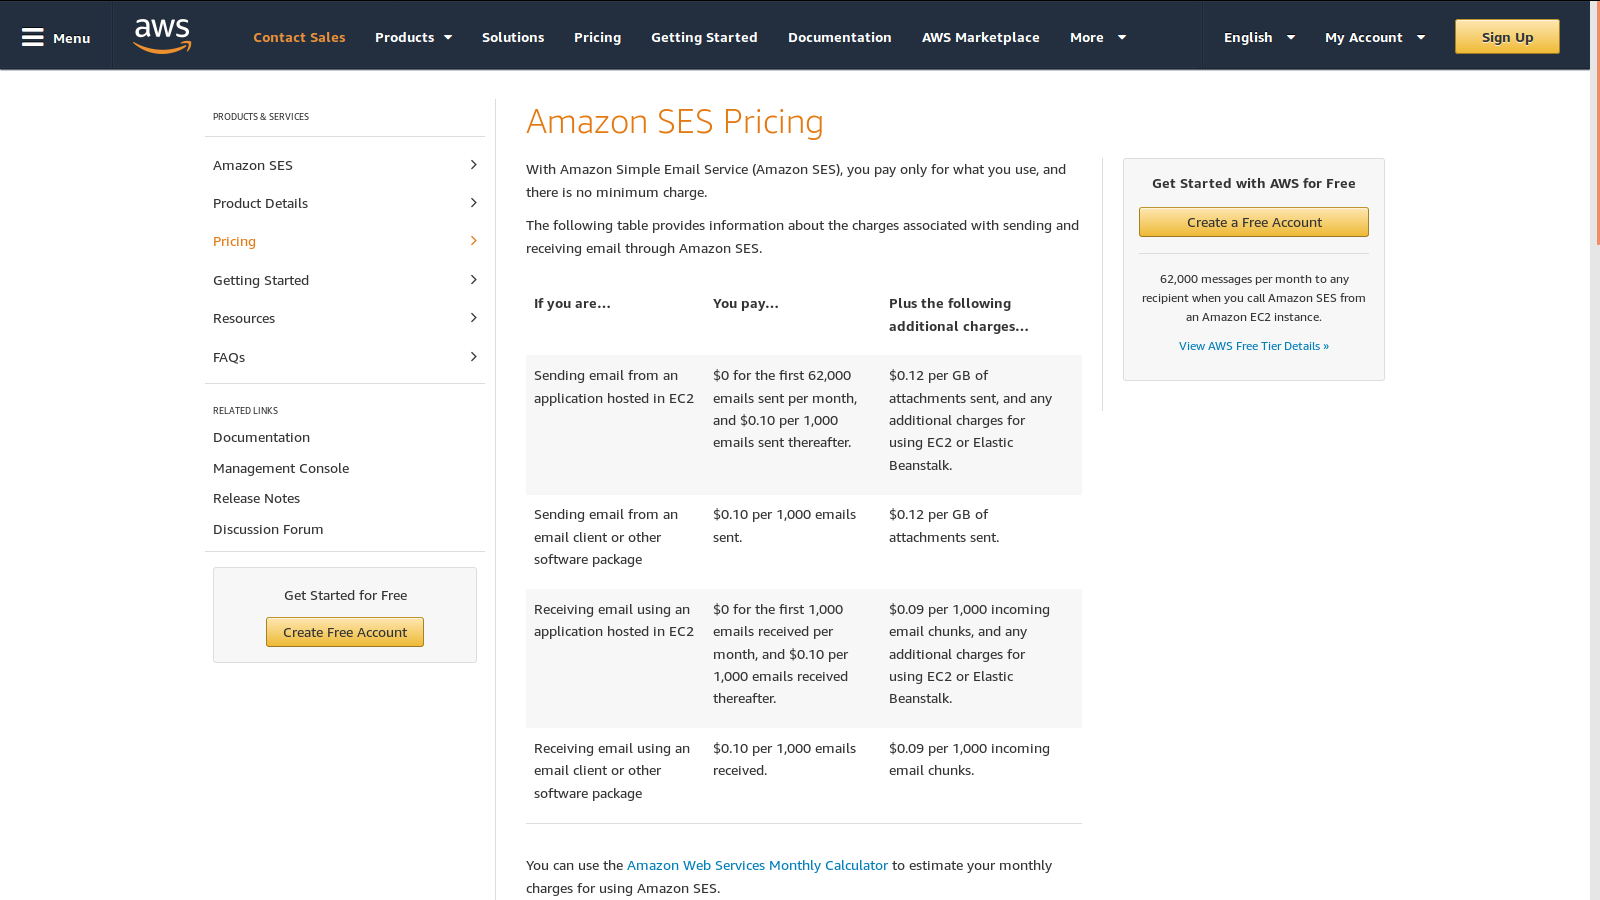 Menu
aws
Contact Sales
Products
Solutions
Pricing
Getting Started
Documentation
AWS Marketplace
More
English
My Account
Sign Up
PRODUCTS & SERVICES
Amazon SES
Product Details
Pricing
Getting Started
Resources
FAQs
RELATED LINKS
Documentation
Management Console
Release Notes
Discussion Forum
Get Started for Free
Create Free Account
Amazon SES Pricing
With Amazon Simple Email Service (Amazon SES), you pay only for what you use, and
there is no minimum charge.
The following table provides information about the charges associated with sending and
receiving email through Amazon SES.
If you are...
You pay...
Plus the following
additional charges...
Sending email from an
application hosted in EC2
$0 for the first 62,000
emails sent per month,
and $0.10 per 1,000
emails sent thereafter.
$0.12 per GB of
attachments sent, and any
additional charges for
using EC2 or Elastic
Beanstalk.
Sending email from an
email client or other
software package
$0.10 per 1,000 emails
sent.
$0.12 per GB of
attachments sent.
Receiving email using an
application hosted in EC2
$0 for the first 1,000
emails received per
month, and $0.10 per
1,000 emails received
thereafter.
$0.09 per 1,000 incoming
email chunks, and any
additional charges for
using EC2 or Elastic
Beanstalk.
Receiving email using an
email client or other
software package
$0.10 per 1,000 emails
received.
$0.09 per 1,000 incoming
email chunks.
You can use the Amazon Web Services Monthly Calculator to estimate your monthly
charges for using Amazon SES.
Get Started with AWS for Free
Create a Free Account
62,000 messages per month to any
recipient when you call Amazon SES from
an Amazon EC2 instance.
View AWS Free Tier Details »